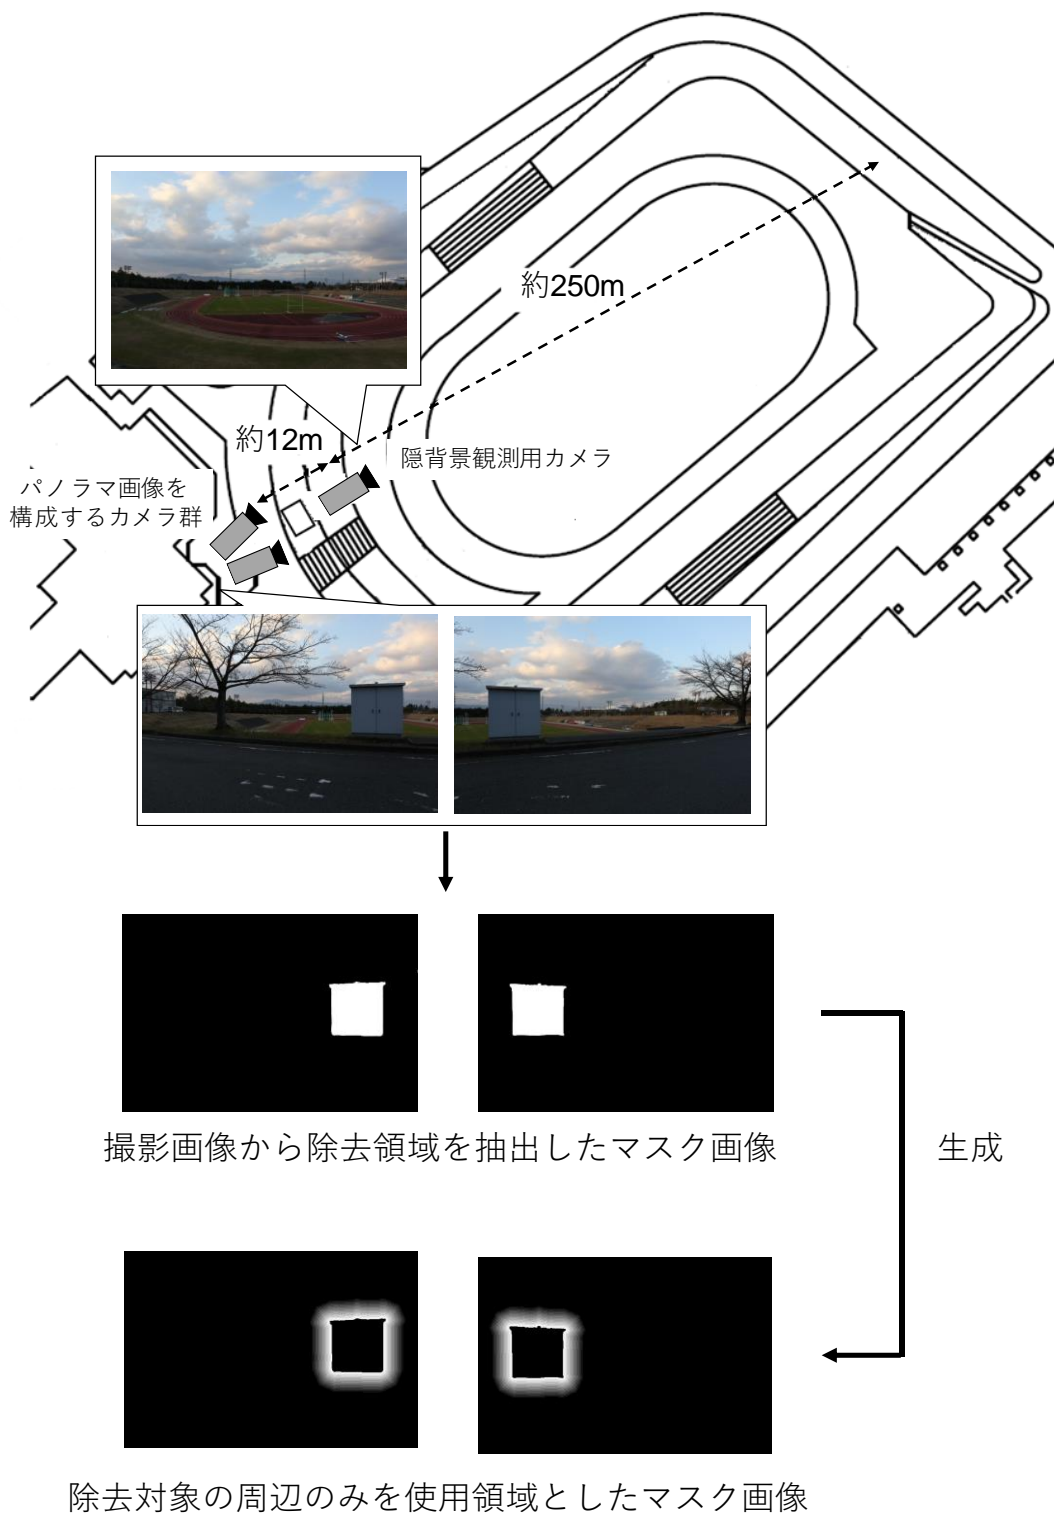 約250m
約12m
隠背景観測用カメラ
パノラマ画像を
構成するカメラ群
撮影画像から除去領域を抽出したマスク画像
生成
除去対象の周辺のみを使用領域としたマスク画像